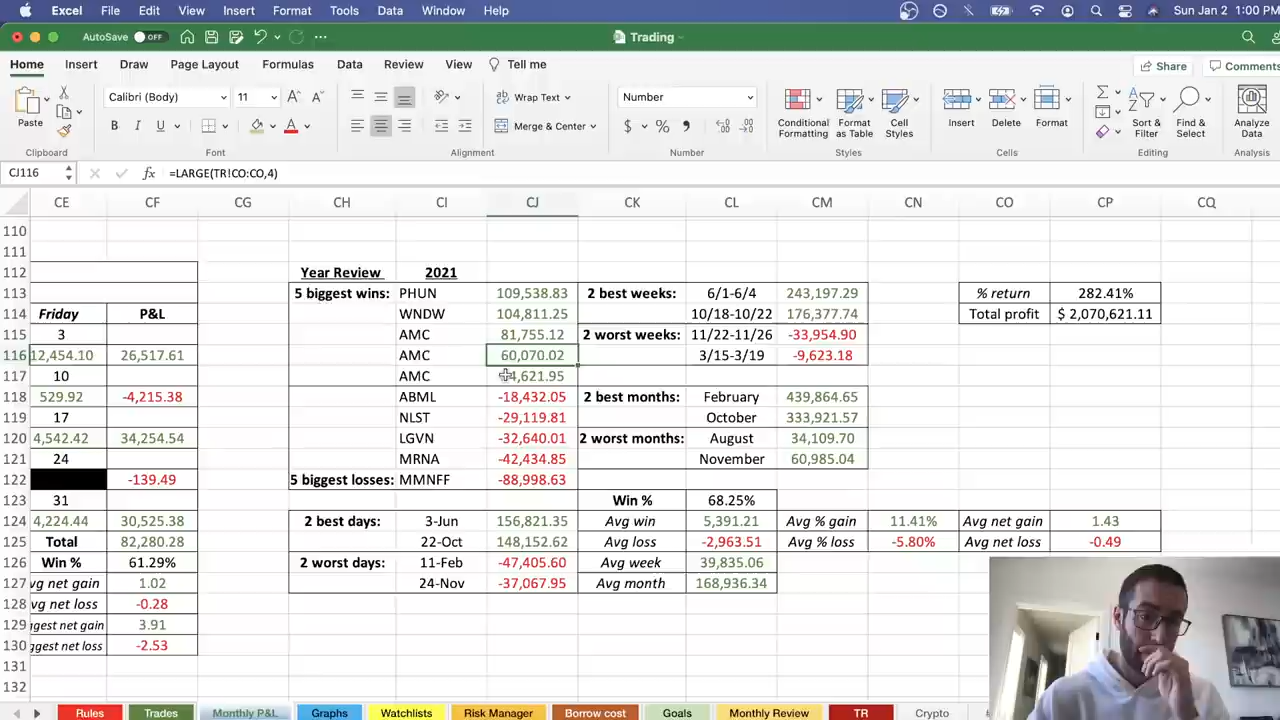 Excel File Edit View Insert Format Tools Data Window Help Sun Jan 2 1:00 PM
AutoSave OFF Trading
Home Insert Draw Page Layout Formulas Data Review View Tell me Share Comments
Paste Calibri (Body) 11 Wrap Text Number Conditional Formatting Format as Table Cell Styles Insert Delete Format Sort & Filter Find & Select Analyze Data
B I U Merge & Center $ %
Clipboard Font Alignment Number Styles Cells Editing Analysis
CJ116 fx =LARGE(TR!CO:CO,4)
CE CF CG CH CI CJ CK CL CM CN CO CP CQ
110
111
112 Year Review 2021
113 5 biggest wins: PHUN 109,538.83 2 best weeks: 6/1-6/4 243,197.29 % return 282.41%
114 Friday P&L WNDW 104,811.25 10/18-10/22 176,377.74 Total profit $ 2,070,621.11
115 3 AMC 81,755.12 2 worst weeks: 11/22-11/26 -33,954.90
116 12,454.10 26,517.61 AMC 60,070.02 3/15-3/19 -9,623.18
117 10 AMC 4,621.95
118 529.92 -4,215.38 ABML -18,432.05 2 best months: February 439,864.65
119 17 NLST -29,119.81 October 333,921.57
120 4,542.42 34,254.54 LGVN -32,640.01 2 worst months: August 34,109.70
121 24 MRNA -42,434.85 November 60,985.04
122 -139.49 5 biggest losses: MMNFF -88,998.63
123 31 Win % 68.25%
124 4,224.44 30,525.38 2 best days: 3-Jun 156,821.35 Avg win 5,391.21 Avg % gain 11.41% Avg net gain 1.43
125 Total 82,280.28 22-Oct 148,152.62 Avg loss -2,963.51 Avg % loss -5.80% Avg net loss -0.49
126 Win % 61.29% 2 worst days: 11-Feb -47,405.60 Avg week 39,835.06
127 vg net gain 1.02 24-Nov -37,067.95 Avg month 168,936.34
128 vg net loss -0.28
129 ggest net gain 3.91
130 ggest net loss -2.53
131
132
Rules Trades Monthly P&L Graphs Watchlists Risk Manager Borrow cost Goals Monthly Review TR Crypto